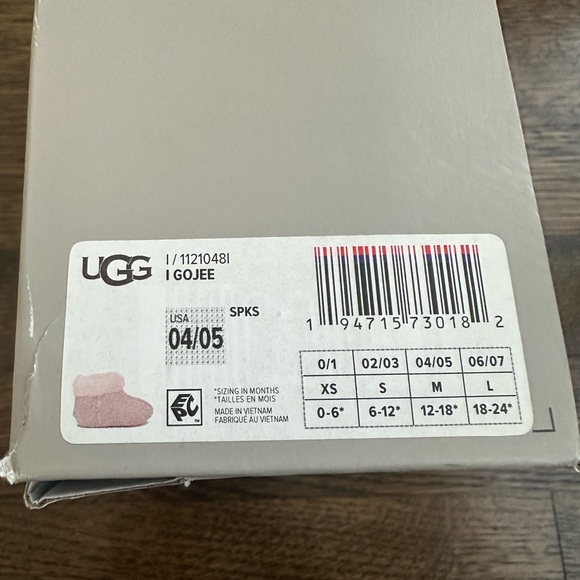 UGG
I / 1121048I
I GOJEE
USA
04/05
SPKS
1 94715 73018 2
*SIZING IN MONTHS
*TAILLES EN MOIS
MADE IN VIETNAM
FABRIQUÉ AU VIETNAM
EPC
TM
0/1 02/03 04/05 06/07
XS S M L
0-6* 6-12* 12-18* 18-24*